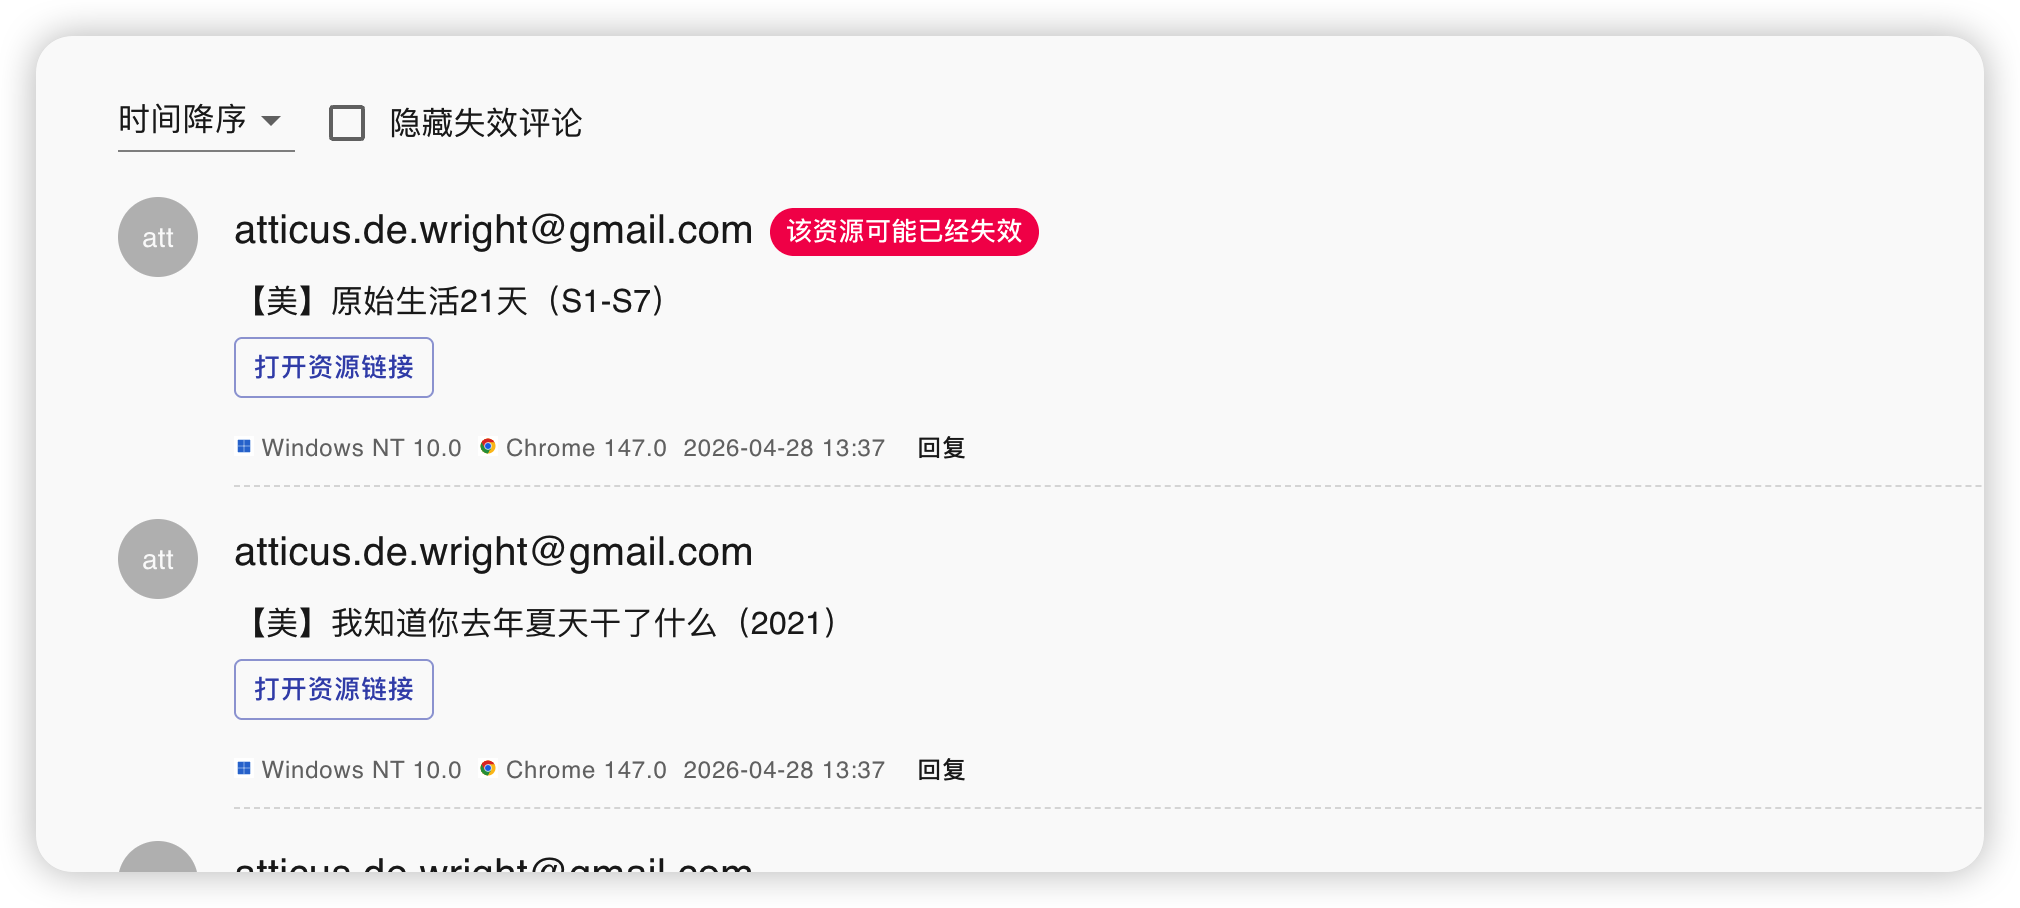 时间降序 隐藏失效评论
att atticus.de.wright@gmail.com 该资源可能已经失效
【美】原始生活21天（S1-S7）
打开资源链接
Windows NT 10.0 Chrome 147.0 2026-04-28 13:37 回复
att atticus.de.wright@gmail.com
【美】我知道你去年夏天干了什么（2021）
打开资源链接
Windows NT 10.0 Chrome 147.0 2026-04-28 13:37 回复
atticus.de.wright@gmail.com